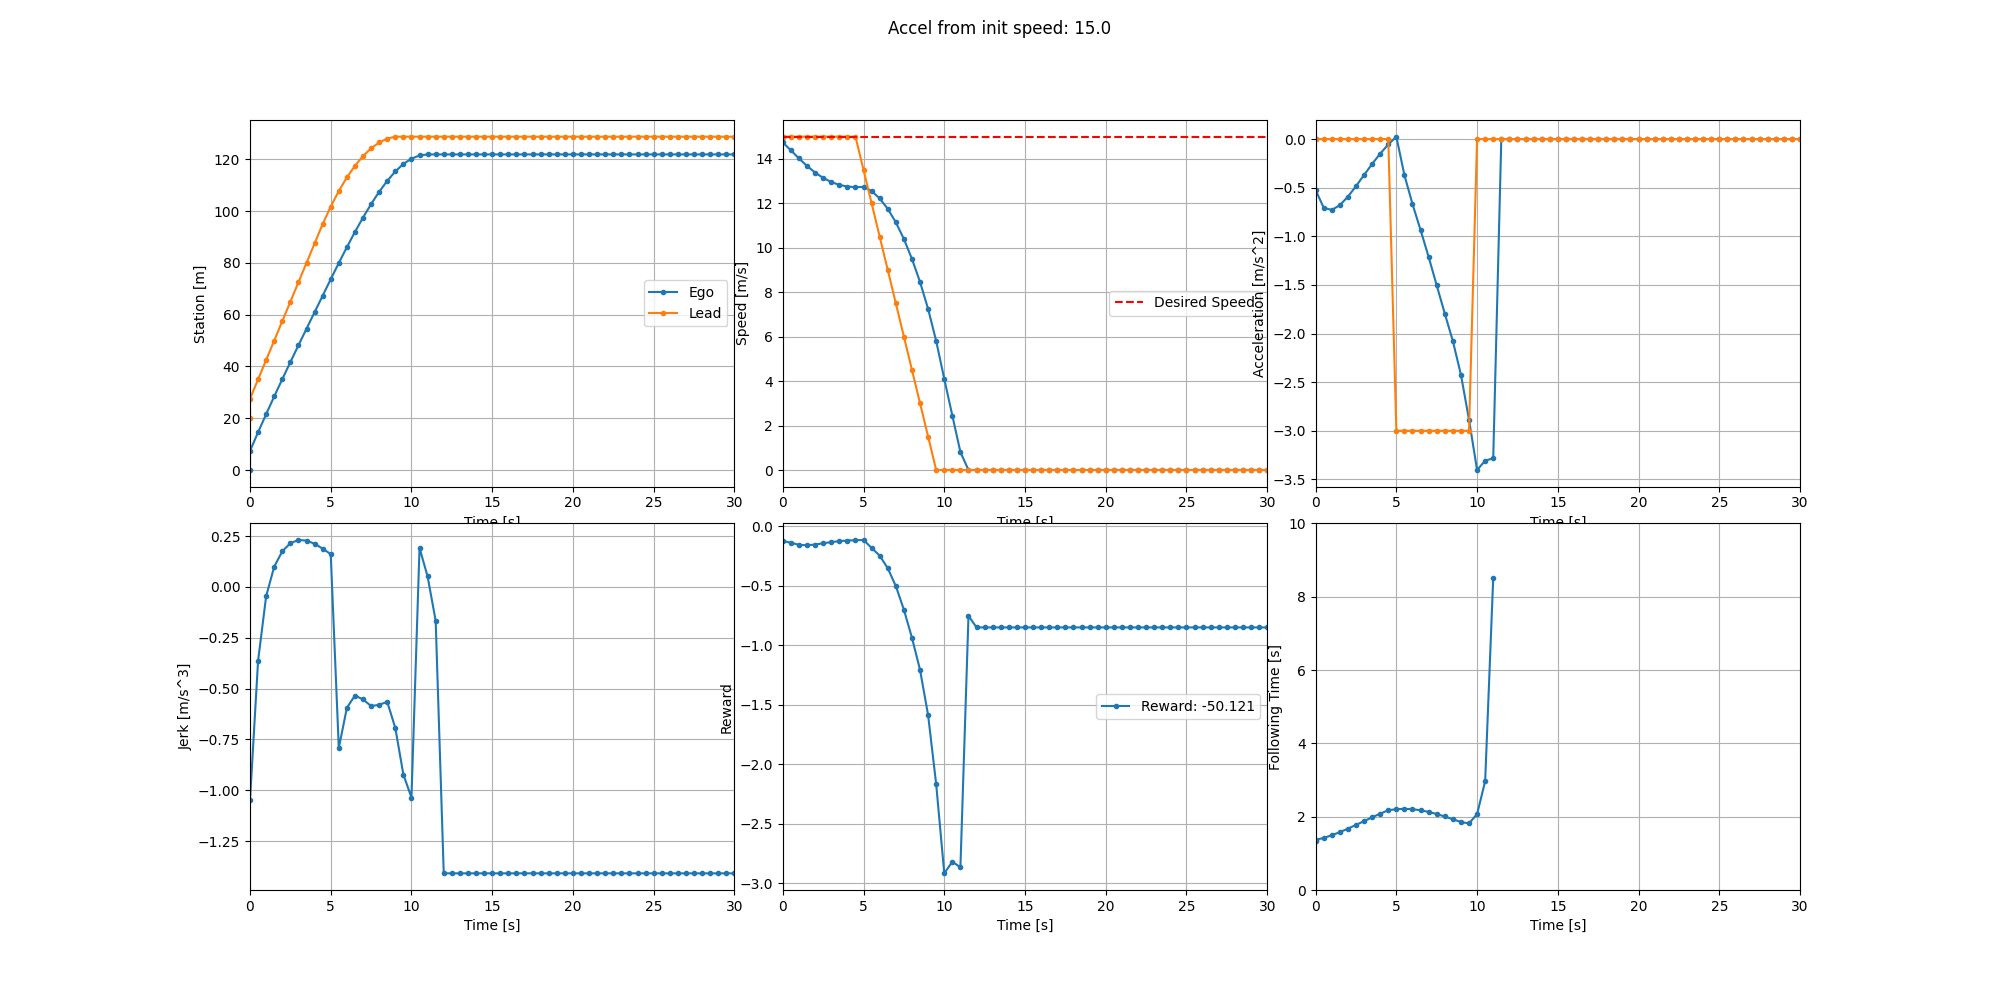 Accel from init speed: 15.0
Station [m]
120
100
80
60
40
20
0
Ego
Lead
0 5 10 15 20 25 30
Time [s]
Speed [m/s]
14
12
10
8
6
4
2
0
Desired Speed
0 5 10 15 20 25 30
Time [s]
Acceleration [m/s^2]
0.0
−0.5
−1.0
−1.5
−2.0
−2.5
−3.0
−3.5
0 5 10 15 20 25 30
Time [s]
Jerk [m/s^3]
0.25
0.00
−0.25
−0.50
−0.75
−1.00
−1.25
0 5 10 15 20 25 30
Time [s]
Reward
0.0
−0.5
−1.0
−1.5
−2.0
−2.5
−3.0
Reward: -50.121
0 5 10 15 20 25 30
Time [s]
Following Time [s]
10
8
6
4
2
0
0 5 10 15 20 25 30
Time [s]